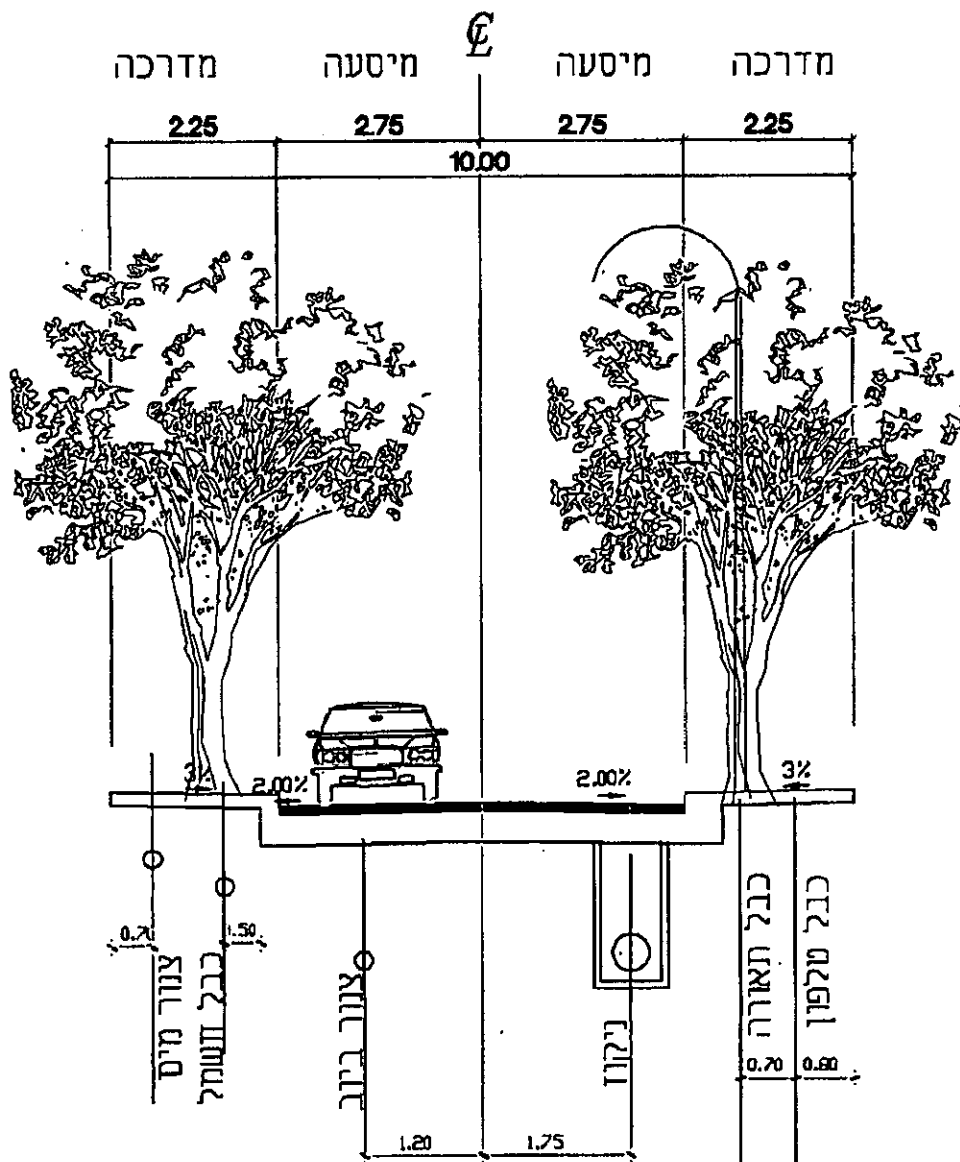 ℄
מדרכה מיסעה מיסעה מדרכה
2.25 2.75 2.75 2.25
10.00
3% 2.00% 2.00% 3%
0.70 .50
צנור מים
כבל חשמל
צנור ביוב
ניקוז
כבל תאורה
כבל טלפון
0.70 0.80
1.20 1.75